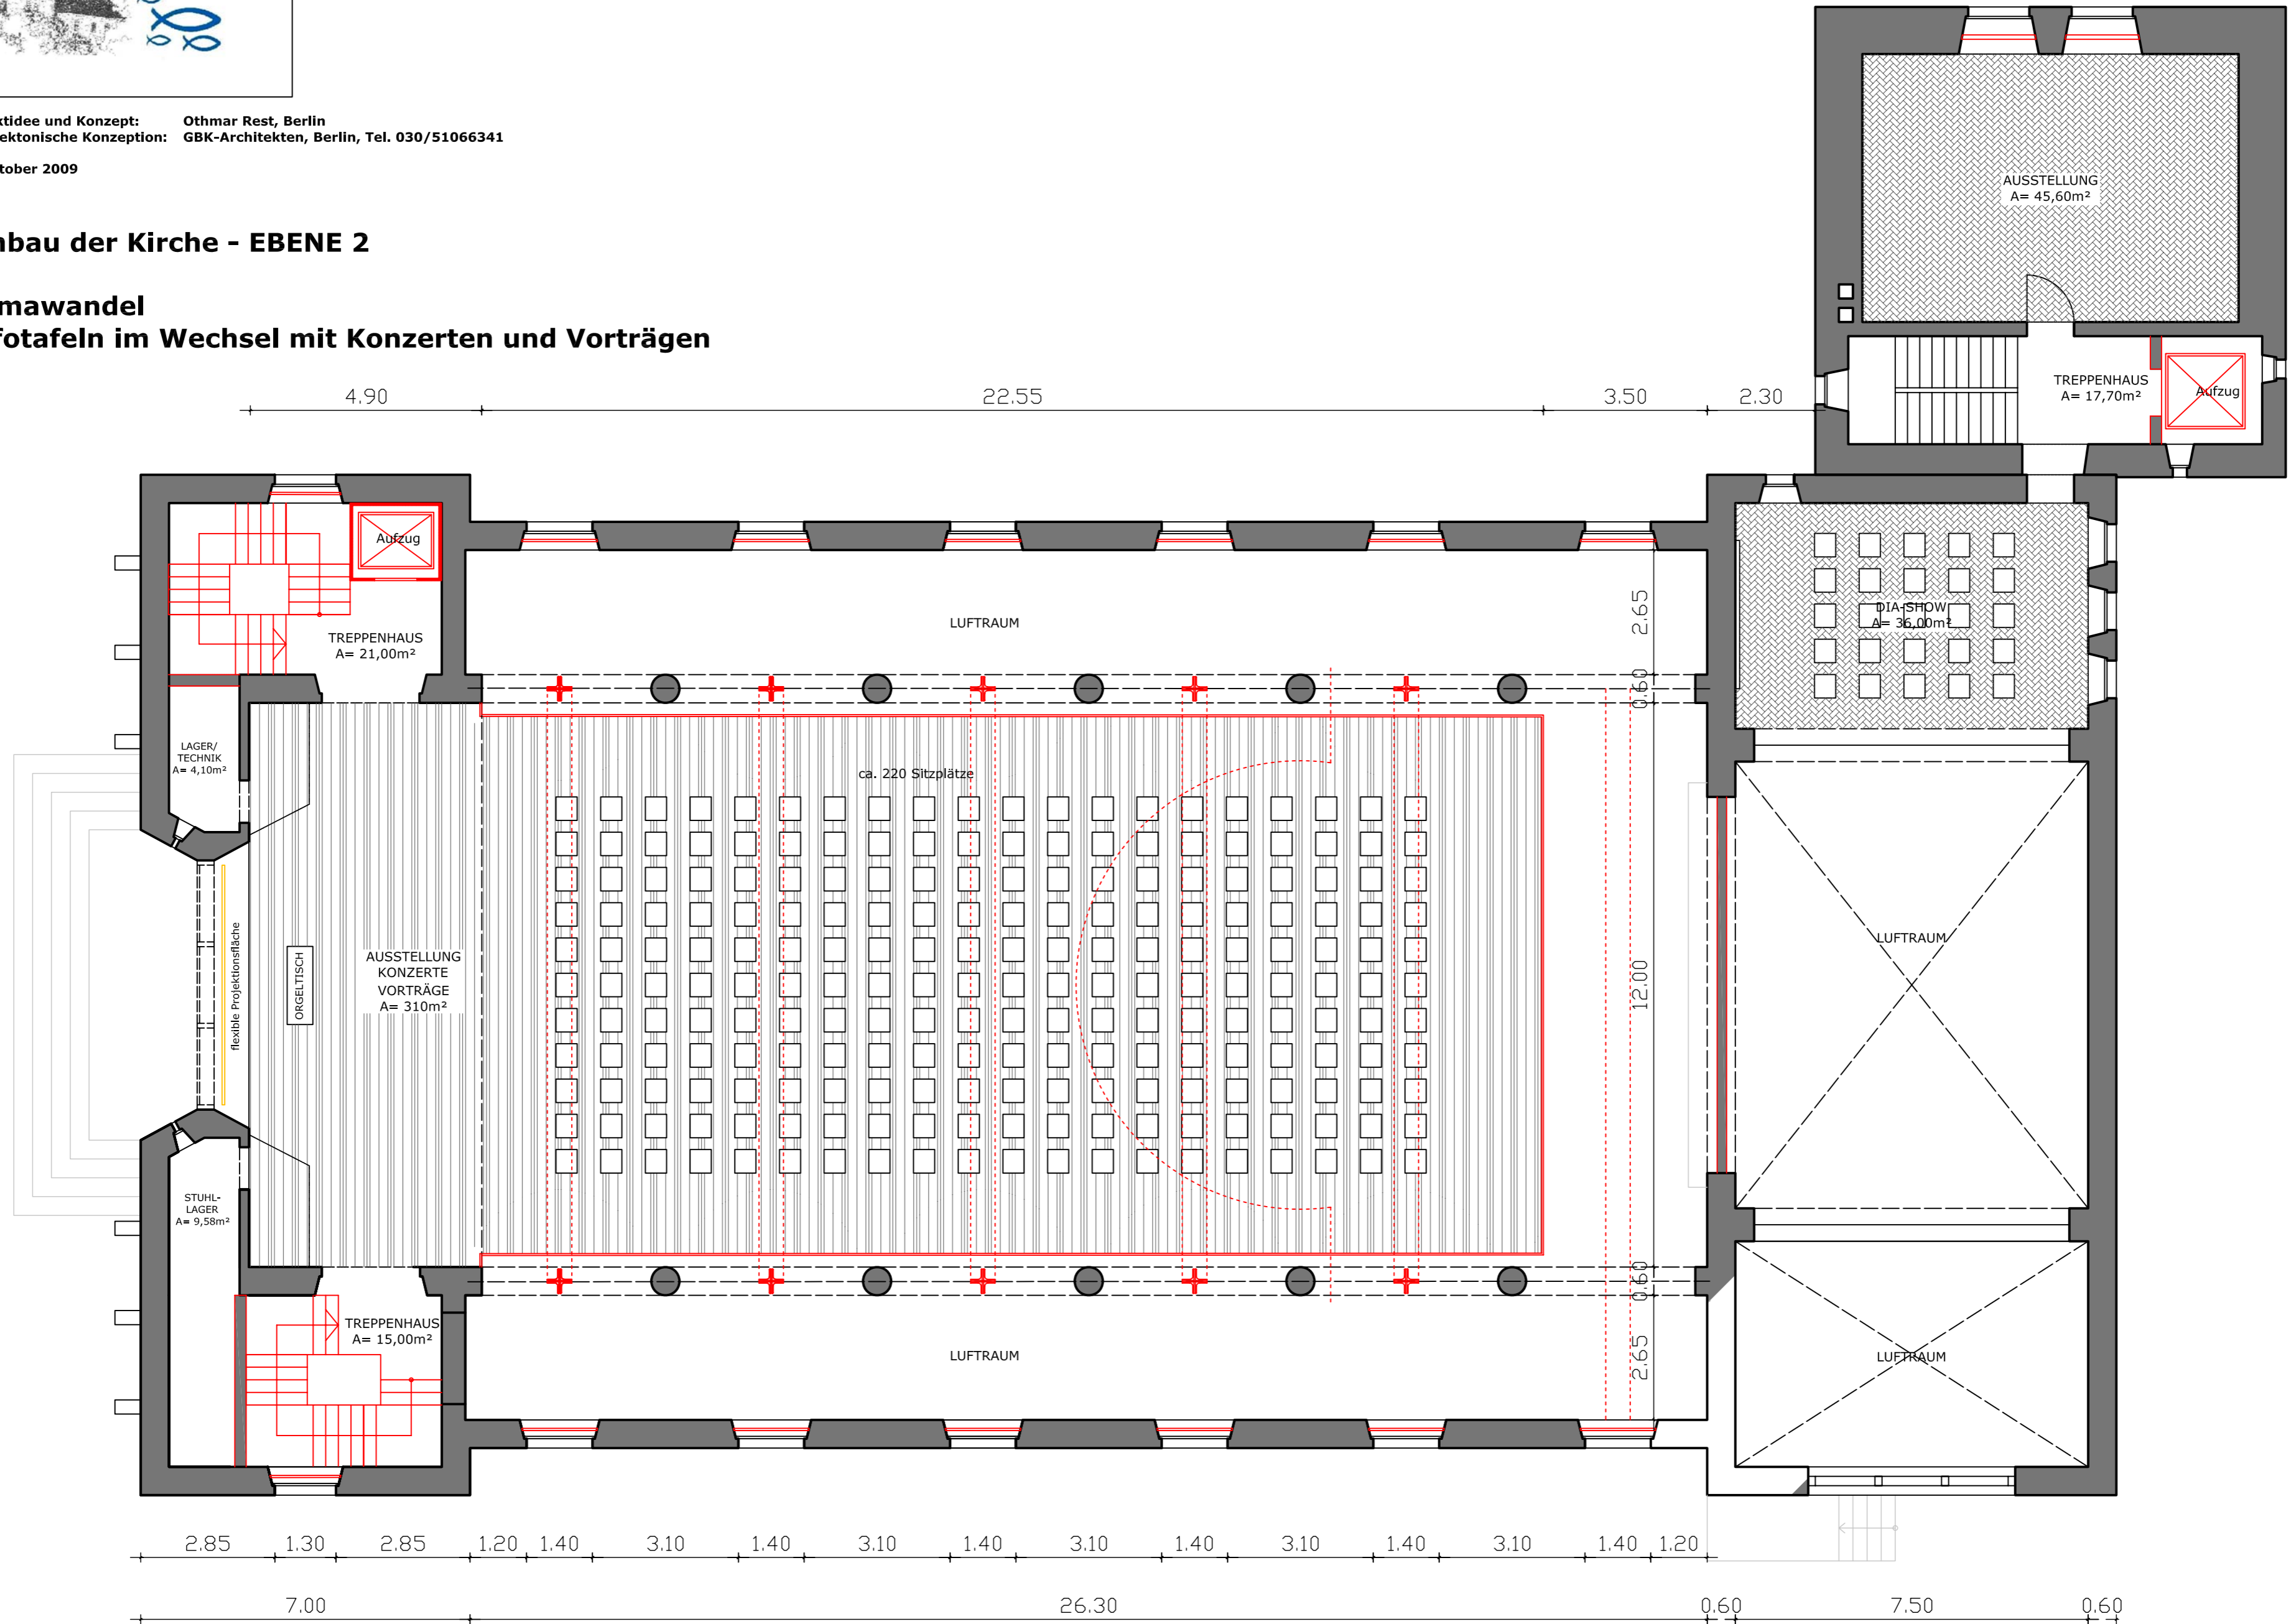 ktidee und Konzept: Othmar Rest, Berlin
ektonische Konzeption: GBK-Architekten, Berlin, Tel. 030/51066341
tober 2009
nbau der Kirche - EBENE 2
mawandel
fotafeln im Wechsel mit Konzerten und Vorträgen
AUSSTELLUNG
A= 45,60m²
TREPPENHAUS
A= 17,70m²
Aufzug
4.90 22.55 3.50 2.30
Aufzug
TREPPENHAUS
A= 21,00m²
LUFTRAUM
2.65
DIA-SHOW
A= 36,00m²
0.60
LAGER/
TECHNIK
A= 4,10m²
ca. 220 Sitzplätze
flexible Projektionsfläche
ORGELTISCH
AUSSTELLUNG
KONZERTE
VORTRÄGE
A= 310m²
12.00
LUFTRAUM
STUHL-
LAGER
A= 9,58m²
0.60
TREPPENHAUS
A= 15,00m²
LUFTRAUM
2.65
LUFTRAUM
2.85 1.30 2.85 1.20 1.40 3.10 1.40 3.10 1.40 3.10 1.40 3.10 1.40 3.10 1.40 1.20
7.00 26.30 0.60 7.50 0.60